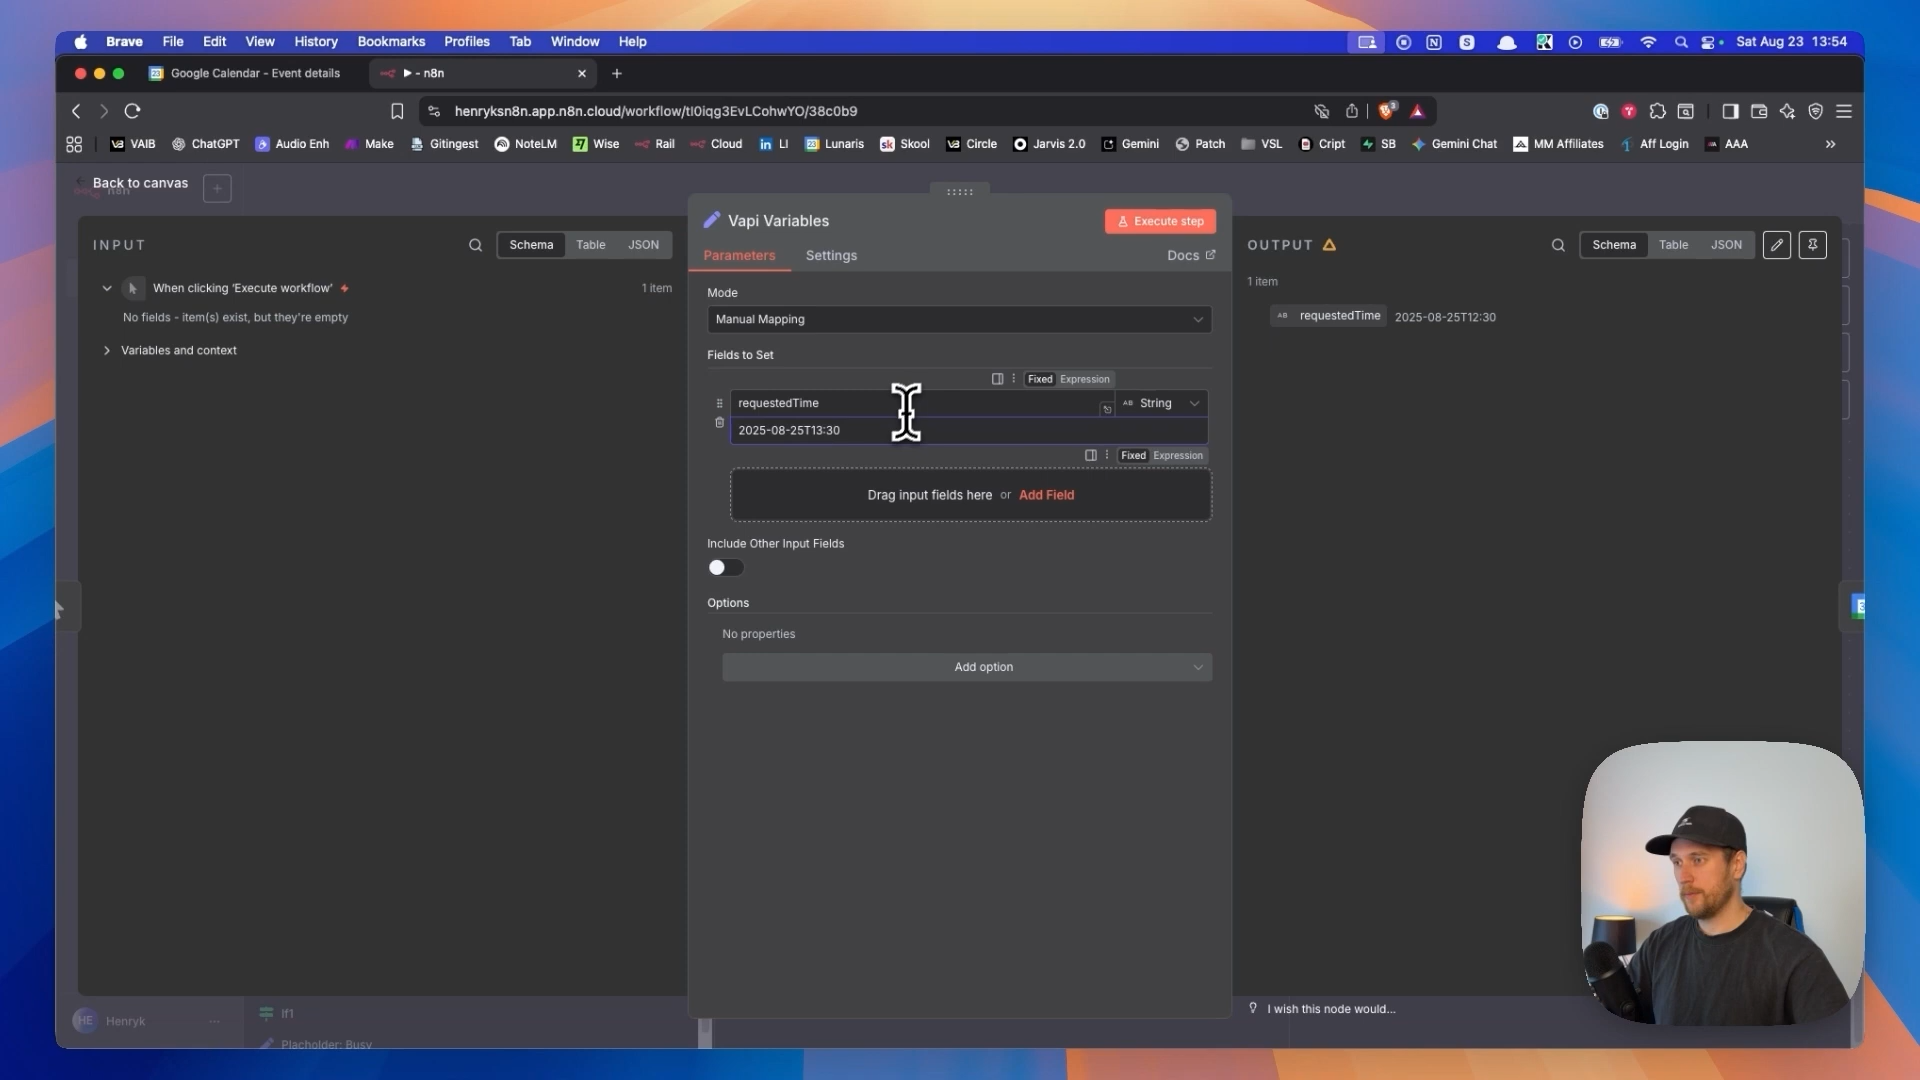 Brave File Edit View History Bookmarks Profiles Tab Window Help Sat Aug 23 13:54
Google Calendar - Event details
- n8n
henryksn8n.app.n8n.cloud/workflow/tI0iqg3EvLCohwYO/38c0b9
VAIB ChatGPT Audio Enh Make Gitingest NoteLM Wise Rail Cloud LI Lunaris Skool Circle Jarvis 2.0 Gemini Patch VSL Cript SB Gemini Chat MM Affiliates Aff Login AAA
Back to canvas
n8n
INPUT
Schema Table JSON
When clicking 'Execute workflow'
1 item
No fields - item(s) exist, but they're empty
Variables and context
Vapi Variables
Execute step
Parameters Settings Docs
Mode
Manual Mapping
Fields to Set
Fixed Expression
requestedTime
String
2025-08-25T13:30
Fixed Expression
Drag input fields here or Add Field
Include Other Input Fields
Options
No properties
Add option
OUTPUT
Schema Table JSON
1 item
requestedTime 2025-08-25T12:30
I wish this node would...
HE Henryk
If1
Placholder: Busy